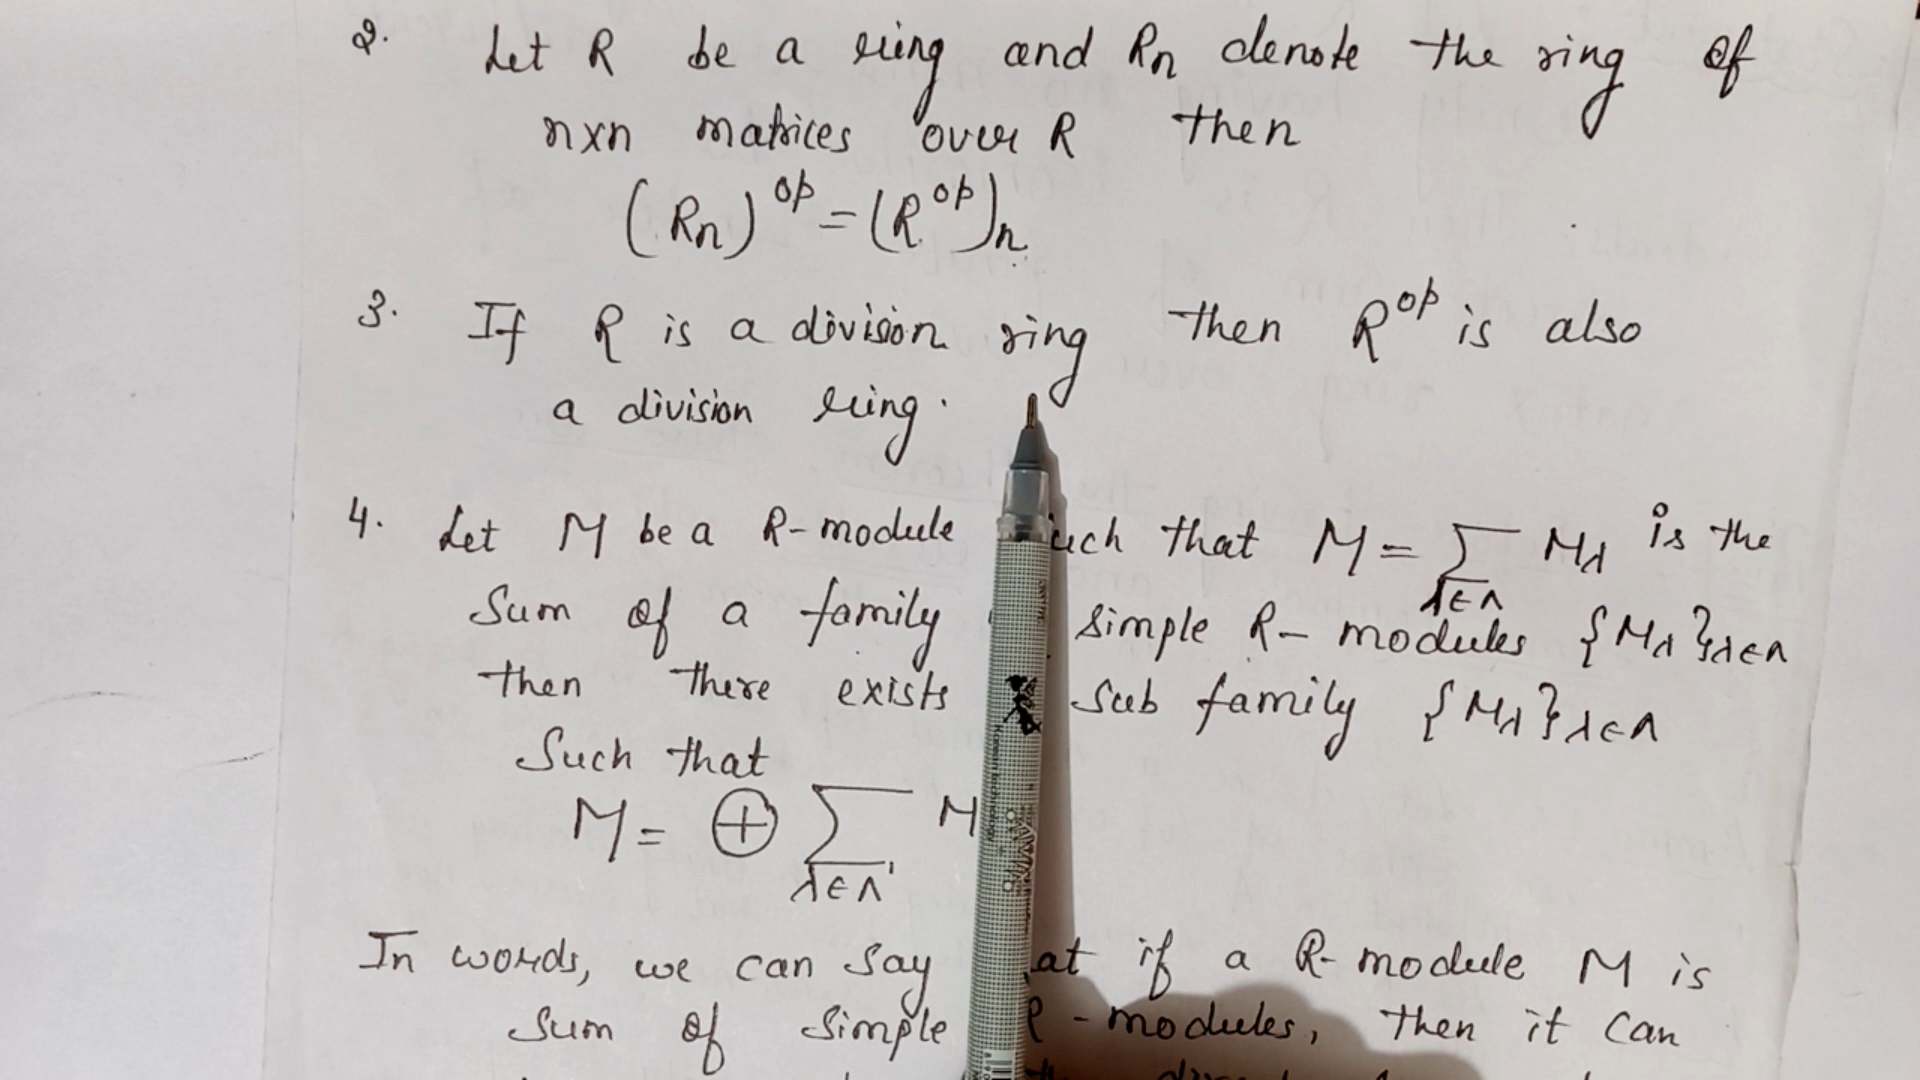 2. Let R be a ring and Rn denote the ring of
n×n matrices over R then
(Rn)^op = (R^op)n
3. If R is a division ring then R^op is also
a division ring.
4. Let M be a R-module such that M = ∑ Mλ is the
λ∈Λ
Sum of a family simple R- modules {Mλ}λ∈Λ
then there exists sub family {Mλ}λ∈Λ
Such that
M = ⊕ ∑ M
λ∈Λ'
In words, we can say at if a R-module M is
Sum of simple R-modules, then it can